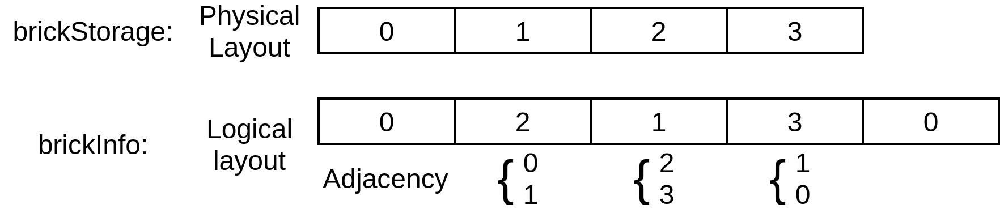 brickStorage:
Physical
Layout
0 1 2 3
brickInfo:
Logical
layout
0 2 1 3 0
Adjacency
{ 0
1
{ 2
3
{ 1
0